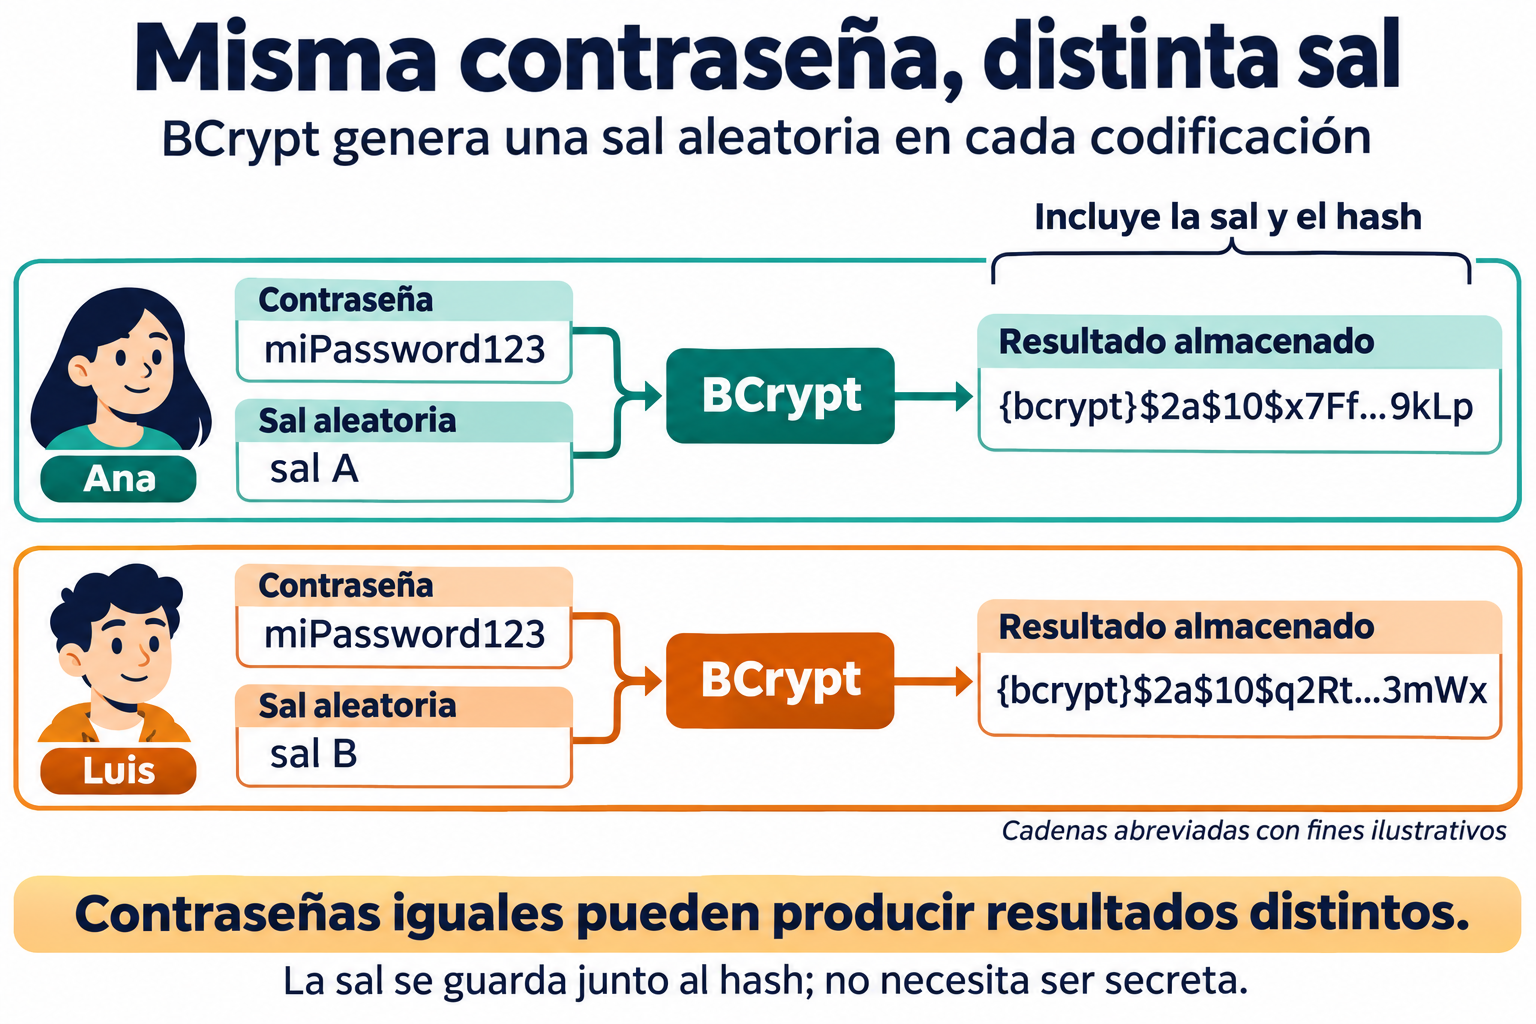 Misma contraseña, distinta sal
BCrypt genera una sal aleatoria en cada codificación
Incluye la sal y el hash
Contraseña
miPassword123
Sal aleatoria
sal A
Ana
BCrypt
Resultado almacenado
{bcrypt}$2a$10$x7Ff...9kLp
Contraseña
miPassword123
Sal aleatoria
sal B
Luis
BCrypt
Resultado almacenado
{bcrypt}$2a$10$q2Rt...3mWx
Cadenas abreviadas con fines ilustrativos
Contraseñas iguales pueden producir resultados distintos.
La sal se guarda junto al hash; no necesita ser secreta.